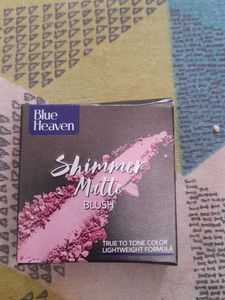 Blue
Heaven
Shimmer
Matte
BLUSH
TRUE TO TONE COLOR
LIGHTWEIGHT FORMULA